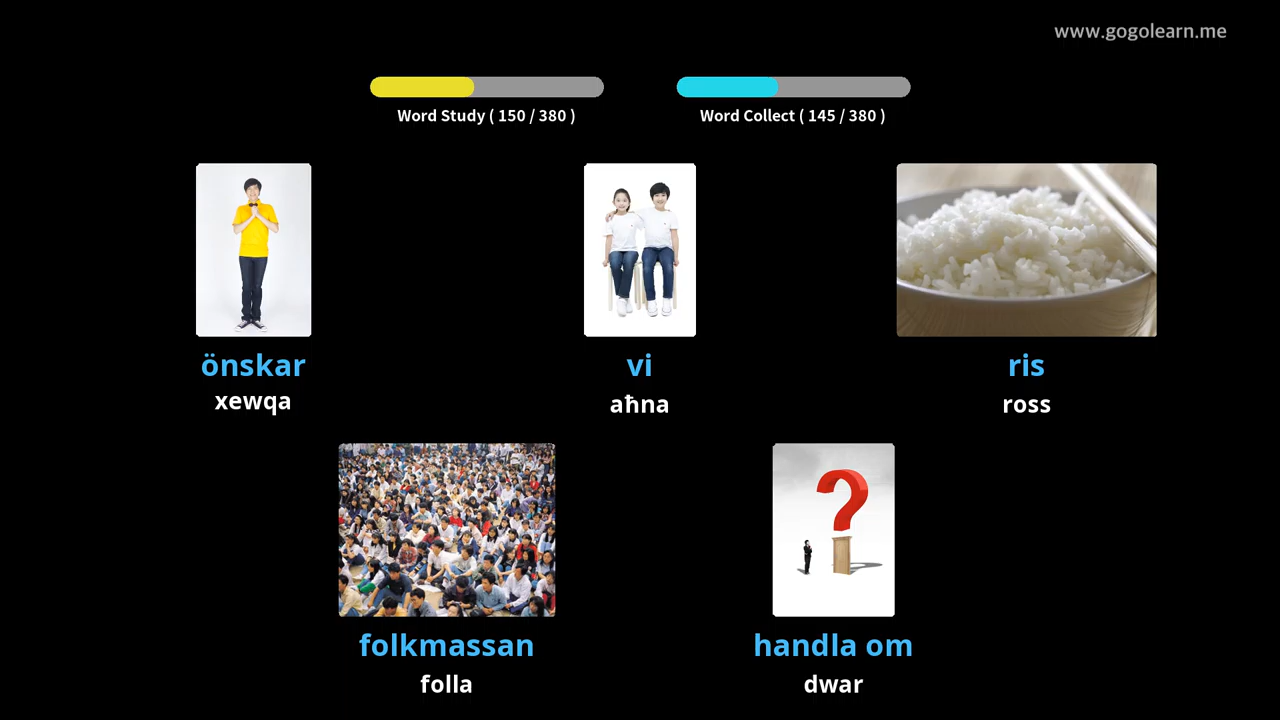 www.gogolearn.me
Word Study ( 150 / 380 )
Word Collect ( 145 / 380 )
önskar
xewqa
vi
aħna
ris
ross
folkmassan
folla
handla om
dwar